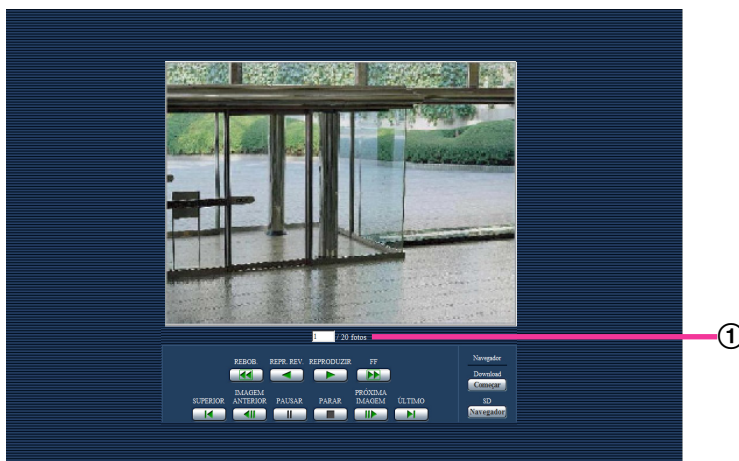 1 / 20 fotos
①
REBOB. REPR. REV. REPRODUZIR FF
SUPERIOR IMAGEM ANTERIOR PAUSAR PARAR PRÓXIMA IMAGEM ÚLTIMO
Navegador
Download
Começar
SD
Navegador